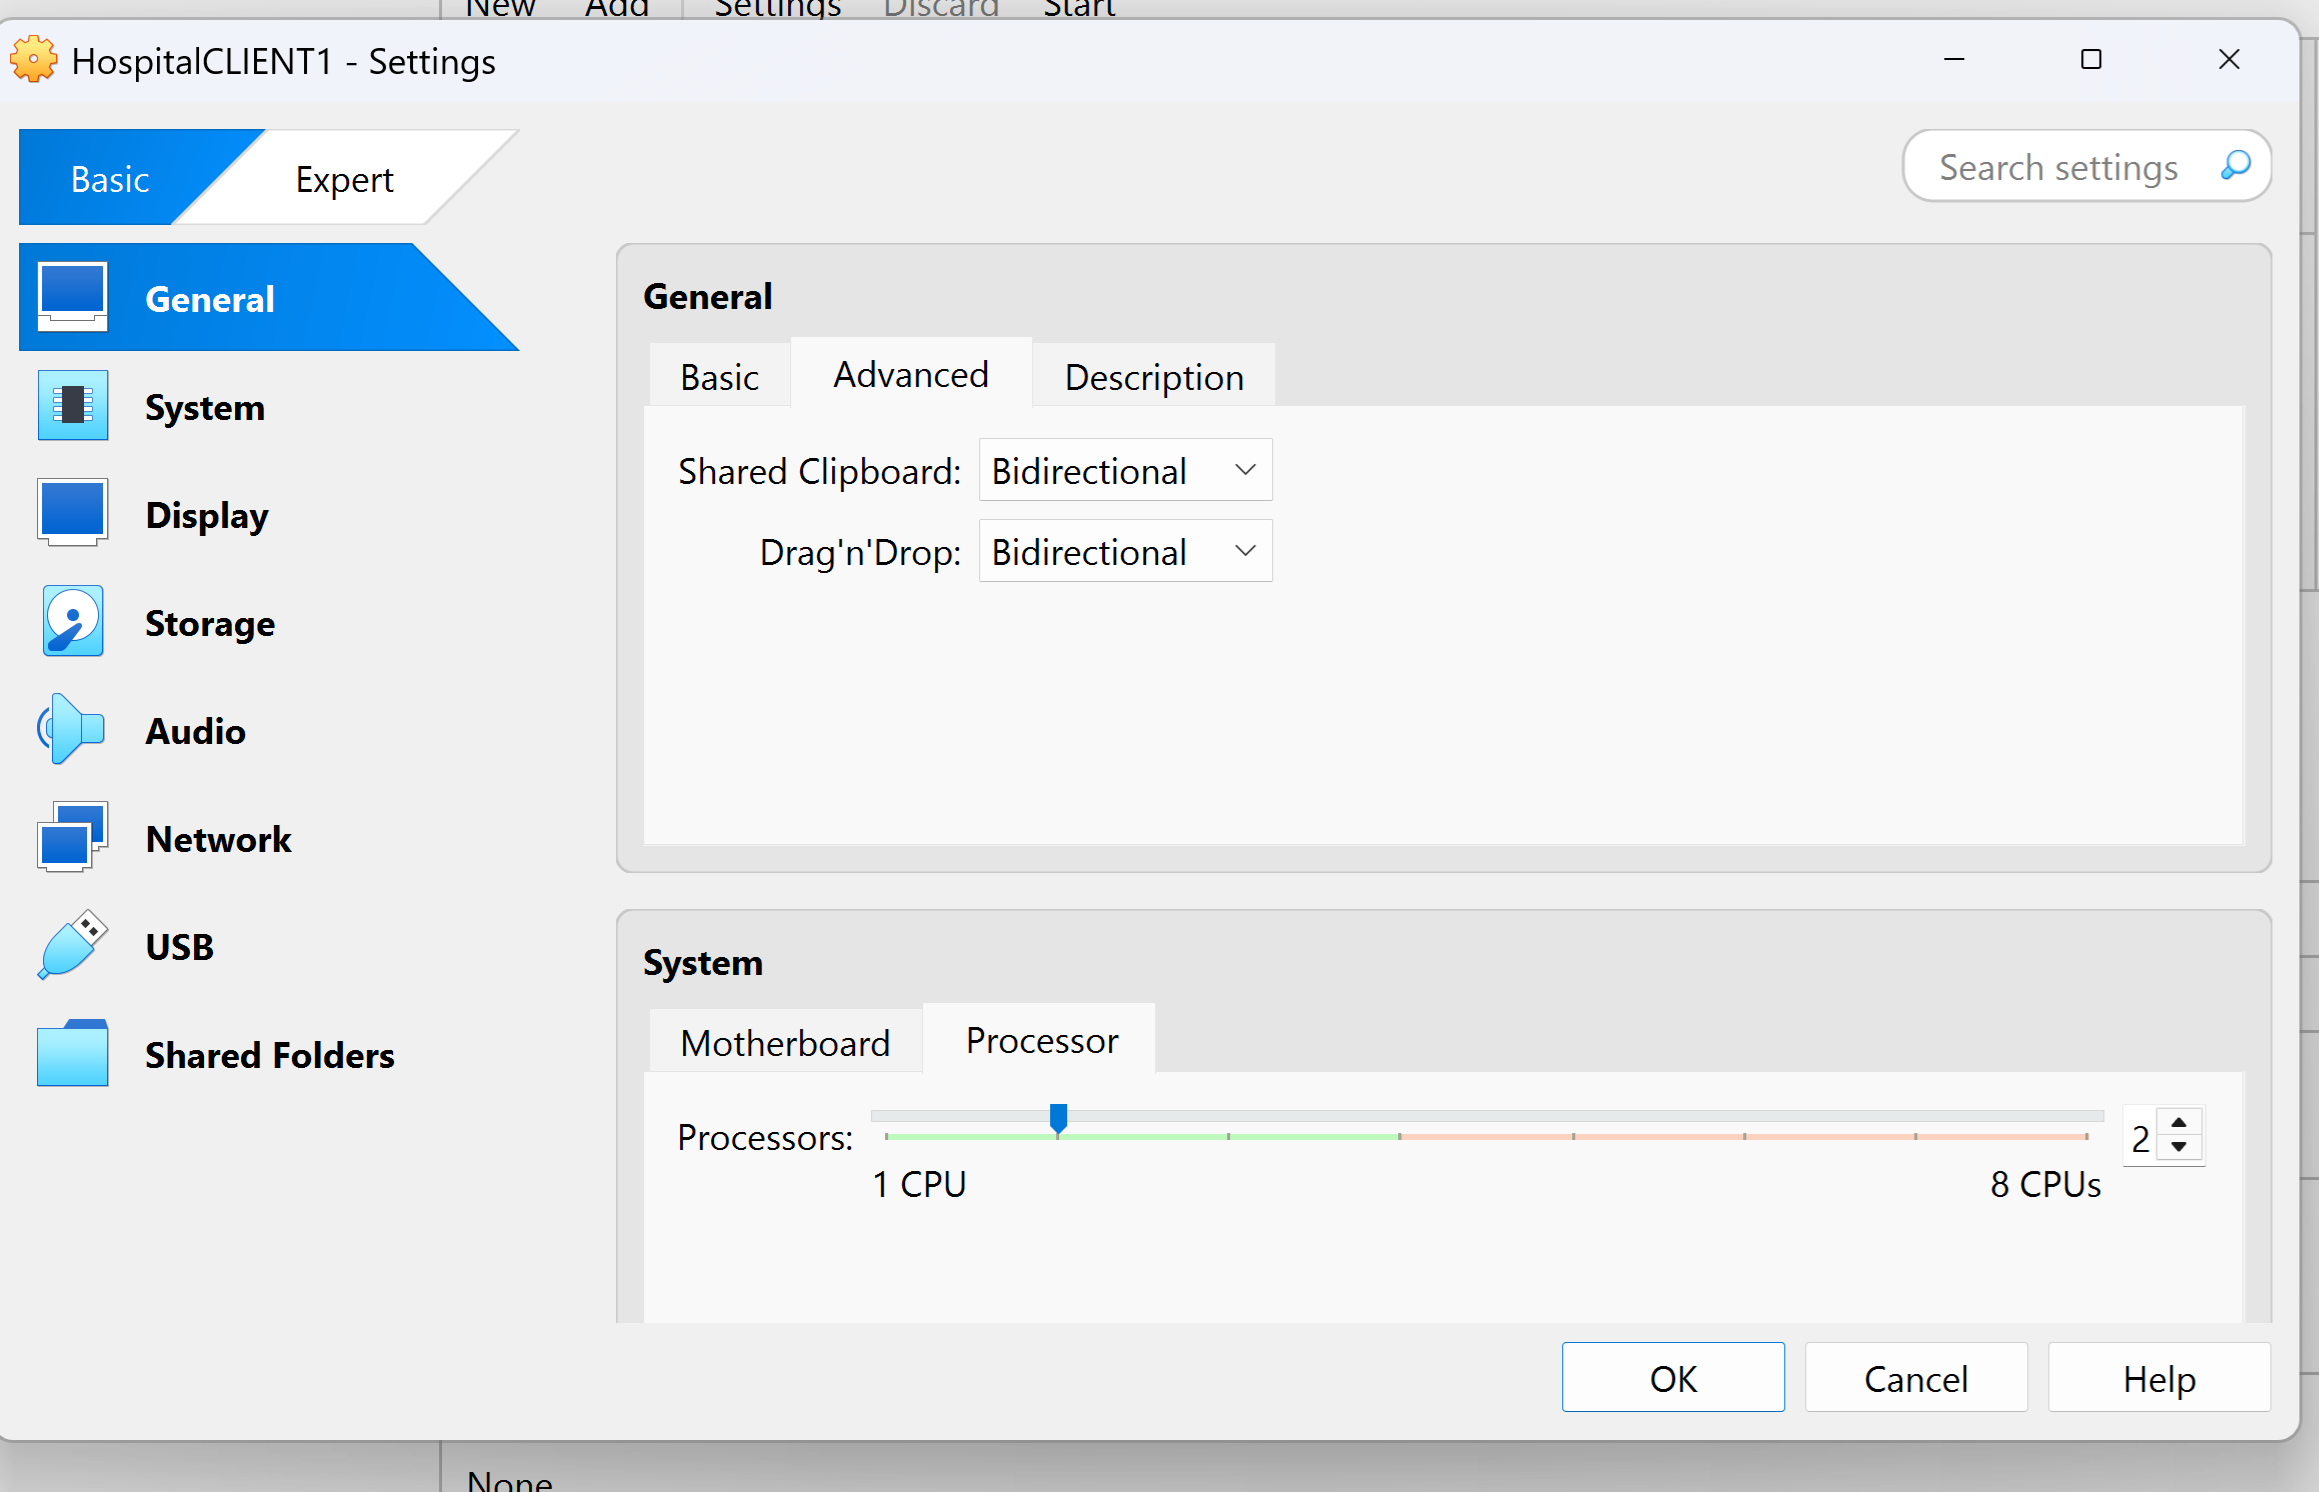 New Add Settings Discard Start
HospitalCLIENT1 - Settings
Basic Expert
Search settings
General
System
Display
Storage
Audio
Network
USB
Shared Folders
General
Basic Advanced Description
Shared Clipboard: Bidirectional
Drag'n'Drop: Bidirectional
System
Motherboard Processor
Processors: 2
1 CPU 8 CPUs
OK Cancel Help
None